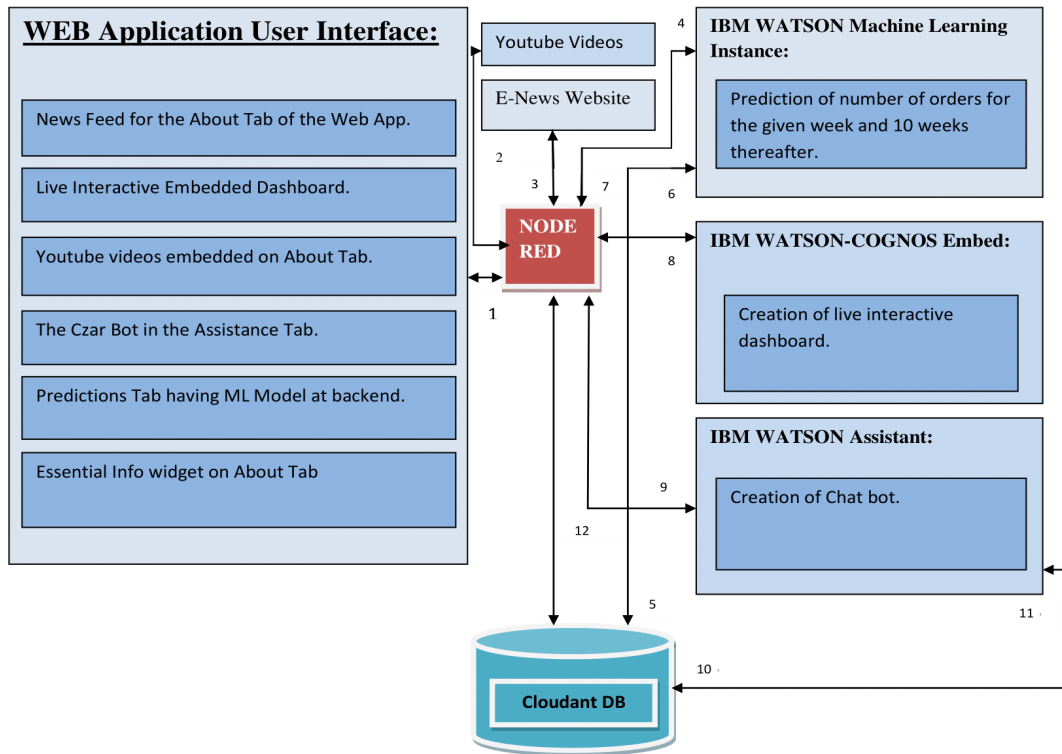 WEB Application User Interface:
News Feed for the About Tab of the Web App.
Live Interactive Embedded Dashboard.
Youtube videos embedded on About Tab.
The Czar Bot in the Assistance Tab.
Predictions Tab having ML Model at backend.
Essential Info widget on About Tab
Youtube Videos
E-News Website
2
3
7
4
6
NODE
RED
1
8
9
12
5
10
11
Cloudant DB
IBM WATSON Machine Learning
Instance:
Prediction of number of orders for
the given week and 10 weeks
thereafter.
IBM WATSON-COGNOS Embed:
Creation of live interactive
dashboard.
IBM WATSON Assistant:
Creation of Chat bot.